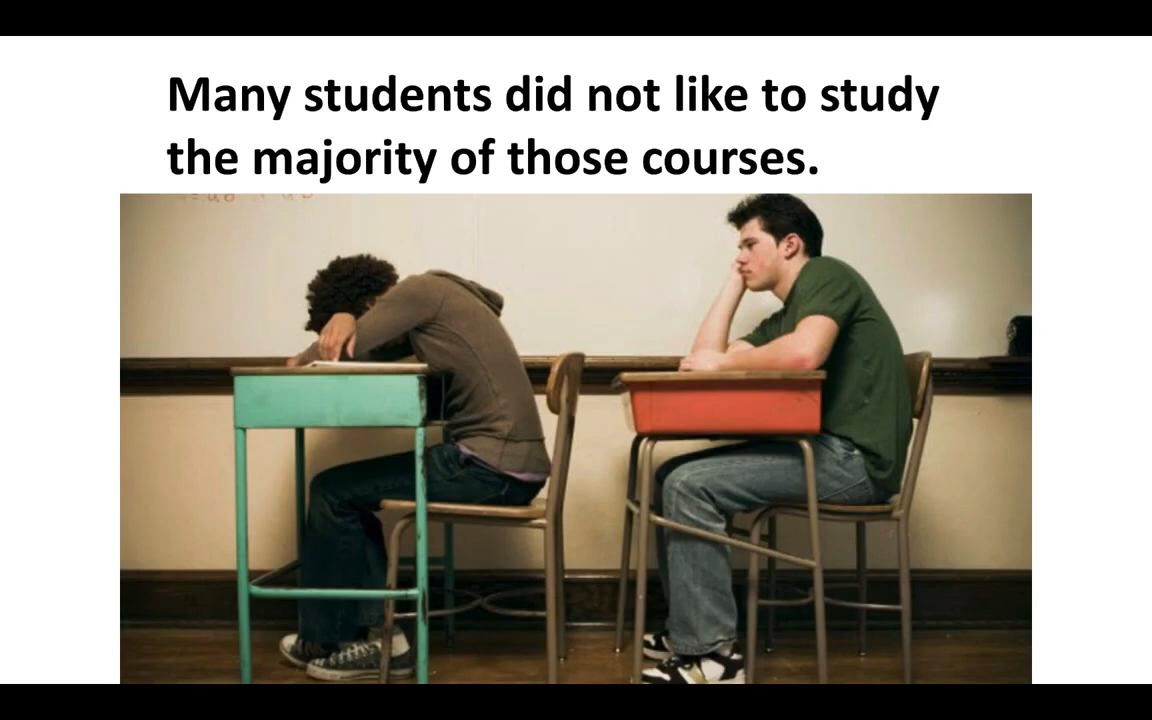 Many students did not like to study
the majority of those courses.